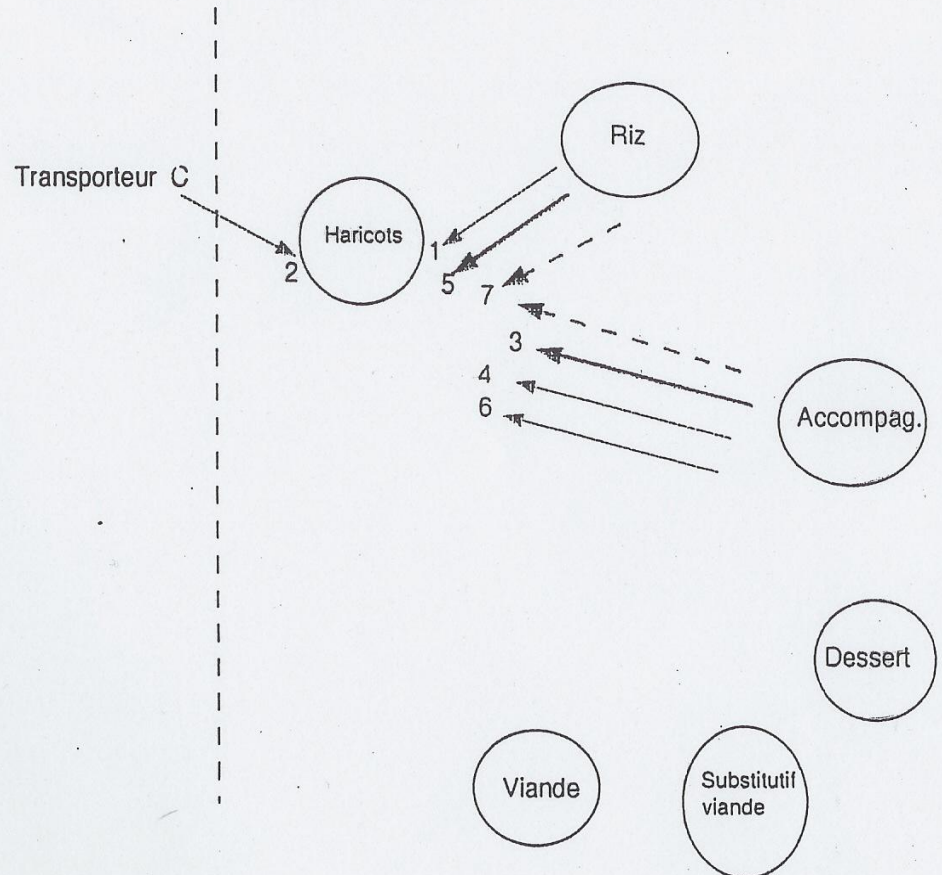 Riz
Transporteur C
Haricots
1
2
5
7
3
4
6
Accompag.
Dessert
Viande
Substitutif
viande